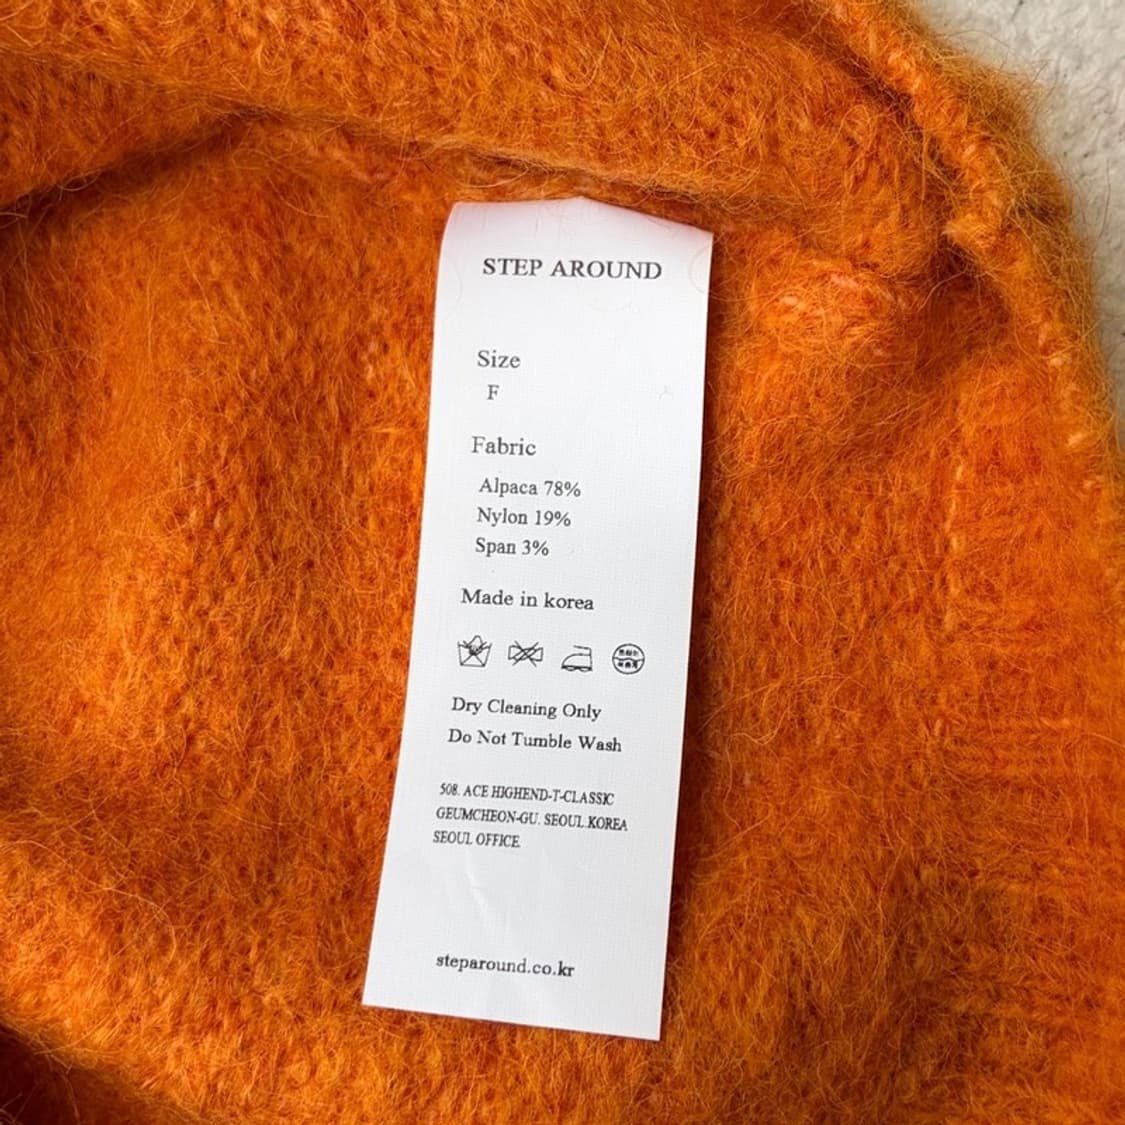 STEP AROUND
Size
F
Fabric
Alpaca 78%
Nylon 19%
Span 3%
Made in korea
Dry Cleaning Only
Do Not Tumble Wash
508. ACE HIGHEND-T-CLASSIC
GEUMCHEON-GU. SEOUL.KOREA
SEOUL OFFICE.
steparound.co.kr